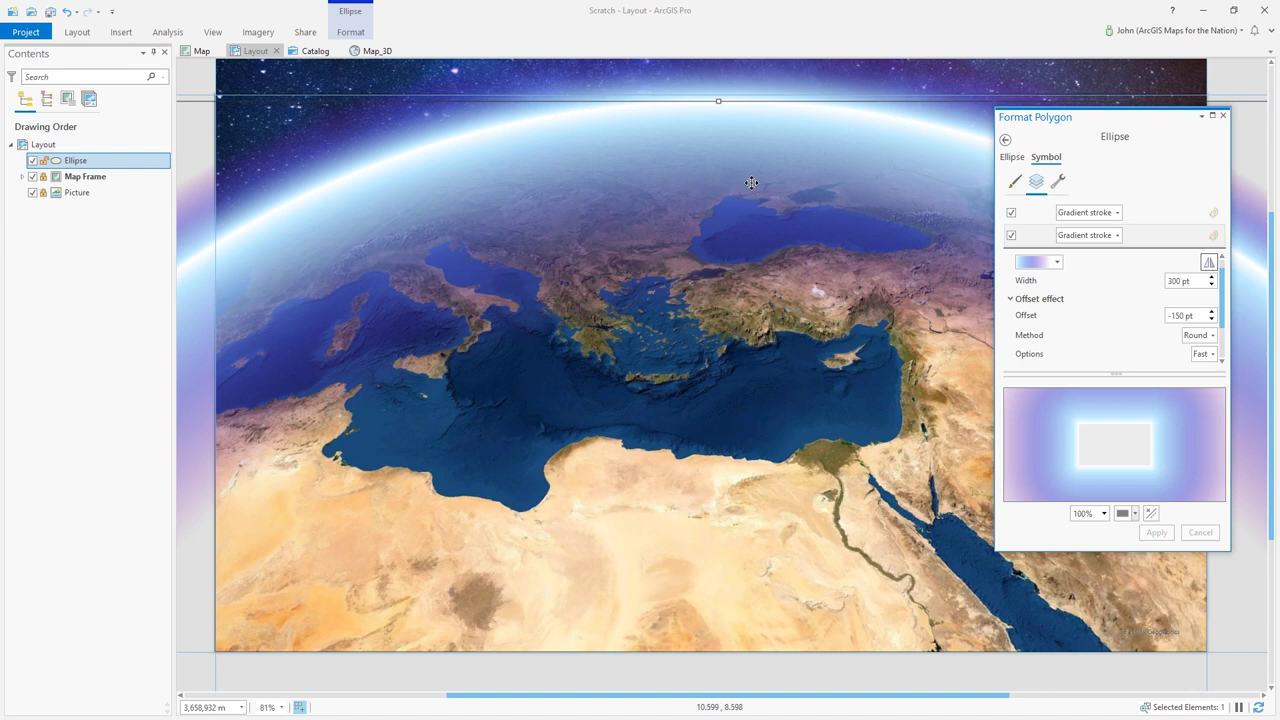 Ellipse
Scratch - Layout - ArcGIS Pro
?
Project
Layout
Insert
Analysis
View
Imagery
Share
Format
John (ArcGIS Maps for the Nation)
Contents
Map
Layout
Catalog
Map_3D
Search
Drawing Order
Layout
Ellipse
Map Frame
Picture
Format Polygon
Ellipse
Ellipse
Symbol
Gradient stroke
Gradient stroke
Width
300 pt
Offset effect
Offset
-150 pt
Method
Round
Options
Fast
100%
Apply
Cancel
3,658,932 m
81%
10.599 , 8.598
Selected Elements: 1